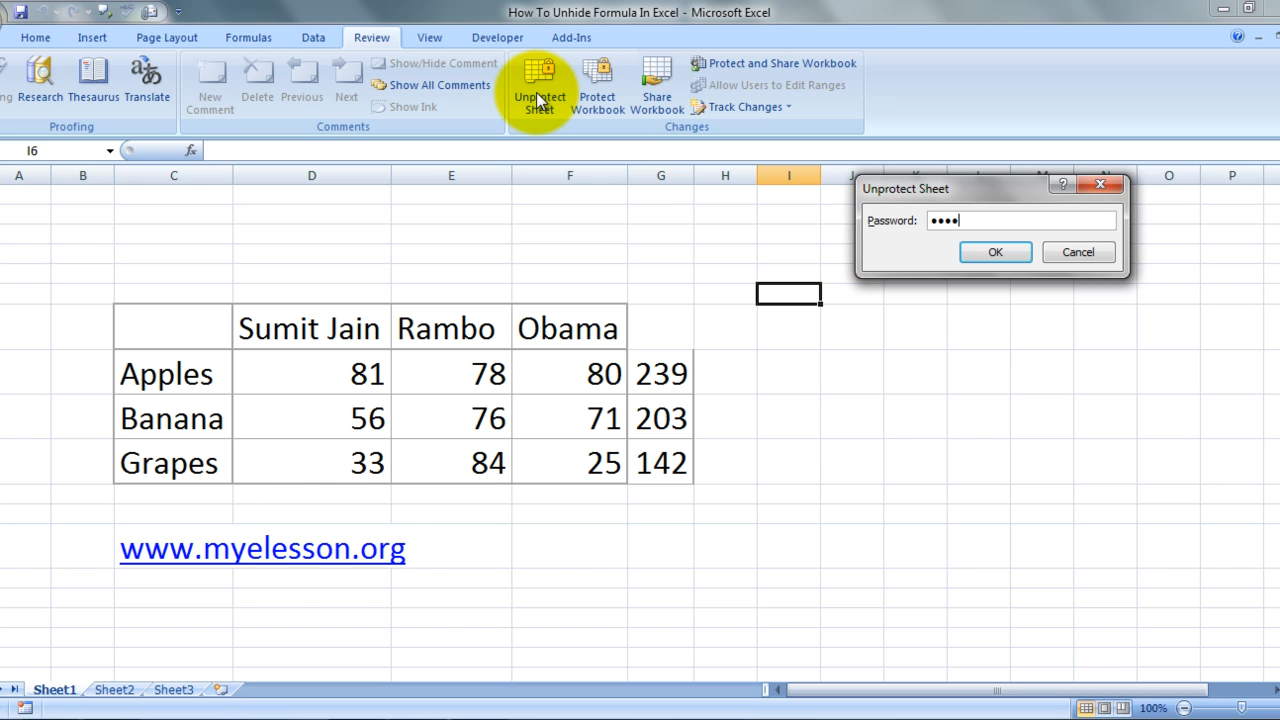 How To Unhide Formula In Excel - Microsoft Excel
Home Insert Page Layout Formulas Data Review View Developer Add-Ins
Research Thesaurus Translate
Proofing
New Comment Delete Previous Next
Show/Hide Comment
Show All Comments
Show Ink
Comments
Unprotect Sheet
Protect Workbook
Share Workbook
Protect and Share Workbook
Allow Users to Edit Ranges
Track Changes
Changes
I6 fx
A B C D E F G H I J K L M N O P
Unprotect Sheet ?
Password: ••••
OK Cancel
Sumit Jain Rambo Obama
Apples 81 78 80 239
Banana 56 76 71 203
Grapes 33 84 25 142
www.myelesson.org
Sheet1 Sheet2 Sheet3
100%